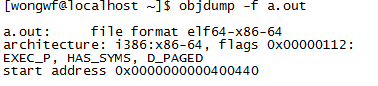 [wongwf@localhost ~]$ objdump -f a.out
a.out:     file format elf64-x86-64
architecture: i386:x86-64, flags 0x00000112:
EXEC_P, HAS_SYMS, D_PAGED
start address 0x0000000000400440